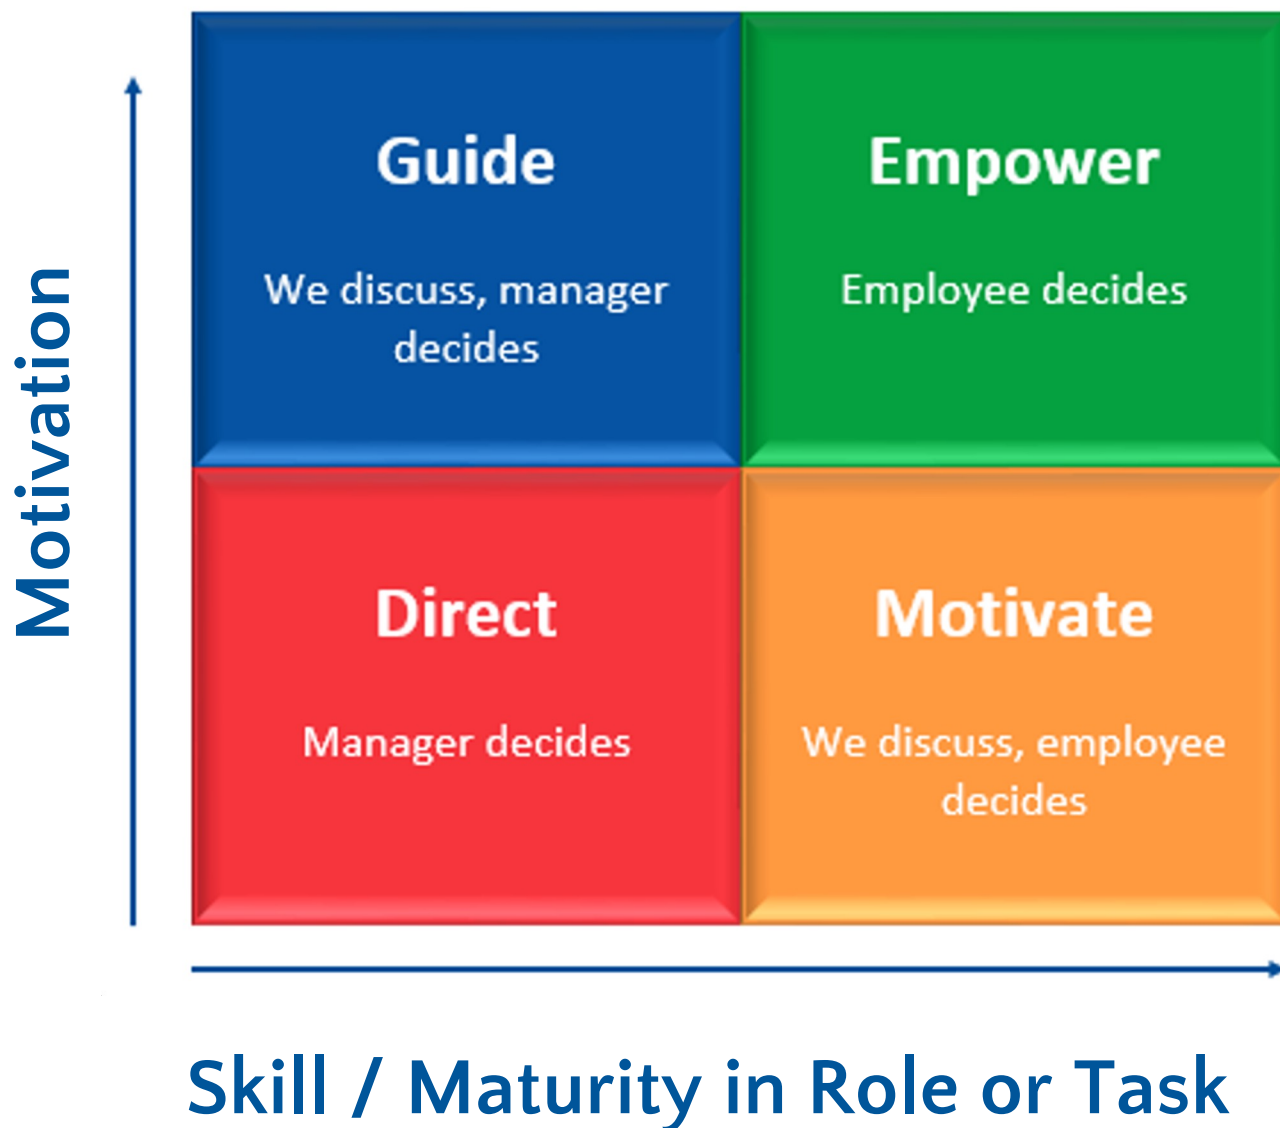 Motivation
Guide
We discuss, manager
decides
Empower
Employee decides
Direct
Manager decides
Motivate
We discuss, employee
decides
Skill / Maturity in Role or Task